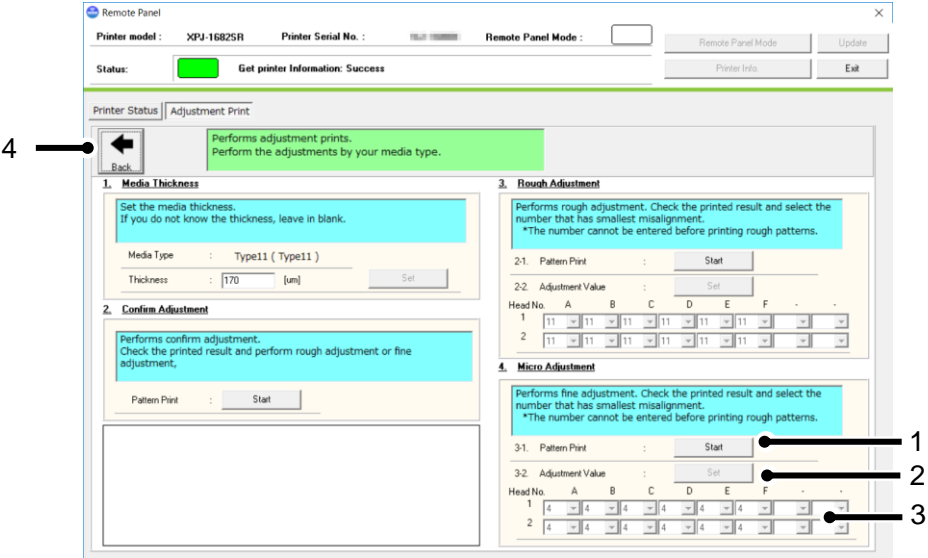 Remote Panel
Printer model : XPJ-1682SR Printer Serial No. : Remote Panel Mode :
Remote Panel Mode Update
Status: Get printer Information: Success
Printer Info. Exit
Printer Status Adjustment Print
4
Back
Performs adjustment prints.
Perform the adjustments by your media type.
1. Media Thickness
Set the media thickness.
If you do not know the thickness, leave in blank.
Media Type : Type11 ( Type11 )
Thickness : 170 [um] Set
2. Confirm Adjustment
Performs confirm adjustment.
Check the printed result and perform rough adjustment or fine
adjustment,
Pattern Print : Start
3. Rough Adjustment
Performs rough adjustment. Check the printed result and select the
number that has smallest misalignment.
*The number cannot be entered before printing rough patterns.
2-1. Pattern Print : Start
2-2. Adjustment Value : Set
Head No. A B C D E F - -
1 11 11 11 11 11 11
2 11 11 11 11 11 11
4. Micro Adjustment
Performs fine adjustment. Check the printed result and select the
number that has smallest misalignment.
*The number cannot be entered before printing rough patterns.
3-1. Pattern Print : Start 1
3-2. Adjustment Value : Set 2
Head No. A B C D E F - -
1 4 4 4 4 4 4
3
2 4 4 4 4 4 4